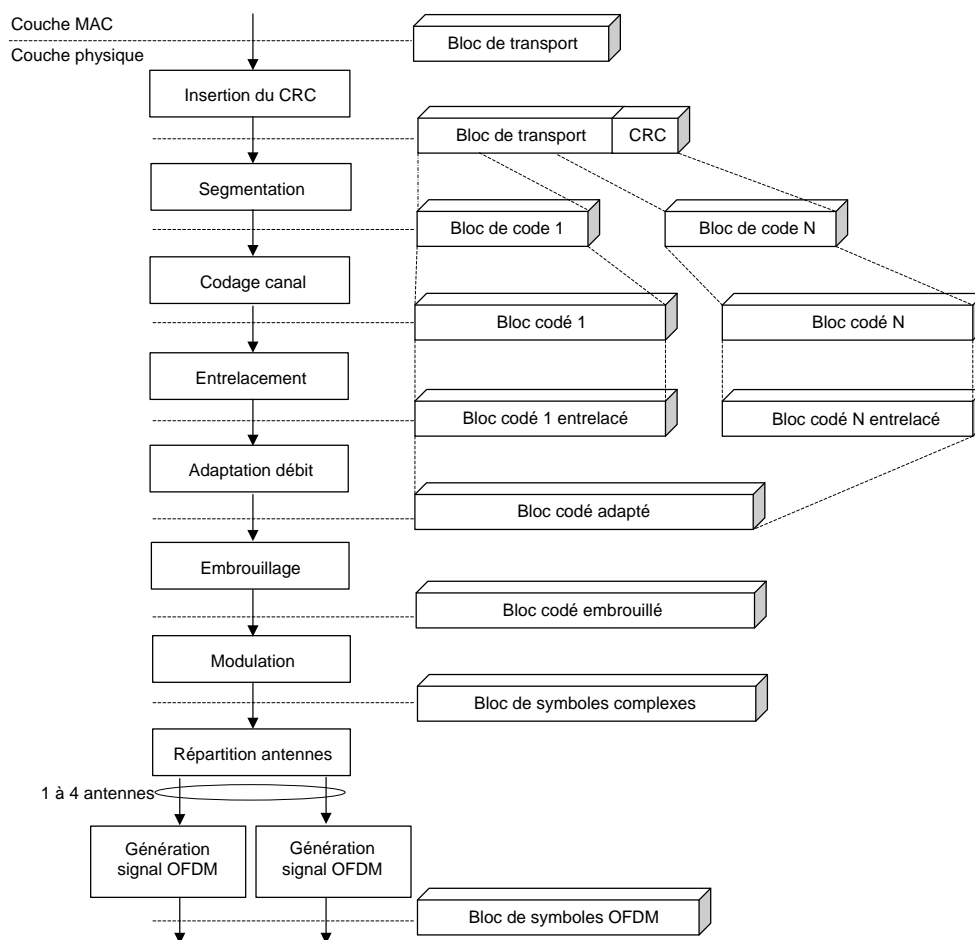 Couche MAC
Couche physique
Bloc de transport
Insertion du CRC
Bloc de transport
CRC
Segmentation
Bloc de code 1
Bloc de code N
Codage canal
Bloc codé 1
Bloc codé N
Entrelacement
Bloc codé 1 entrelacé
Bloc codé N entrelacé
Adaptation débit
Bloc codé adapté
Embrouillage
Bloc codé embrouillé
Modulation
Bloc de symboles complexes
Répartition antennes
1 à 4 antennes
Génération
signal OFDM
Génération
signal OFDM
Bloc de symboles OFDM